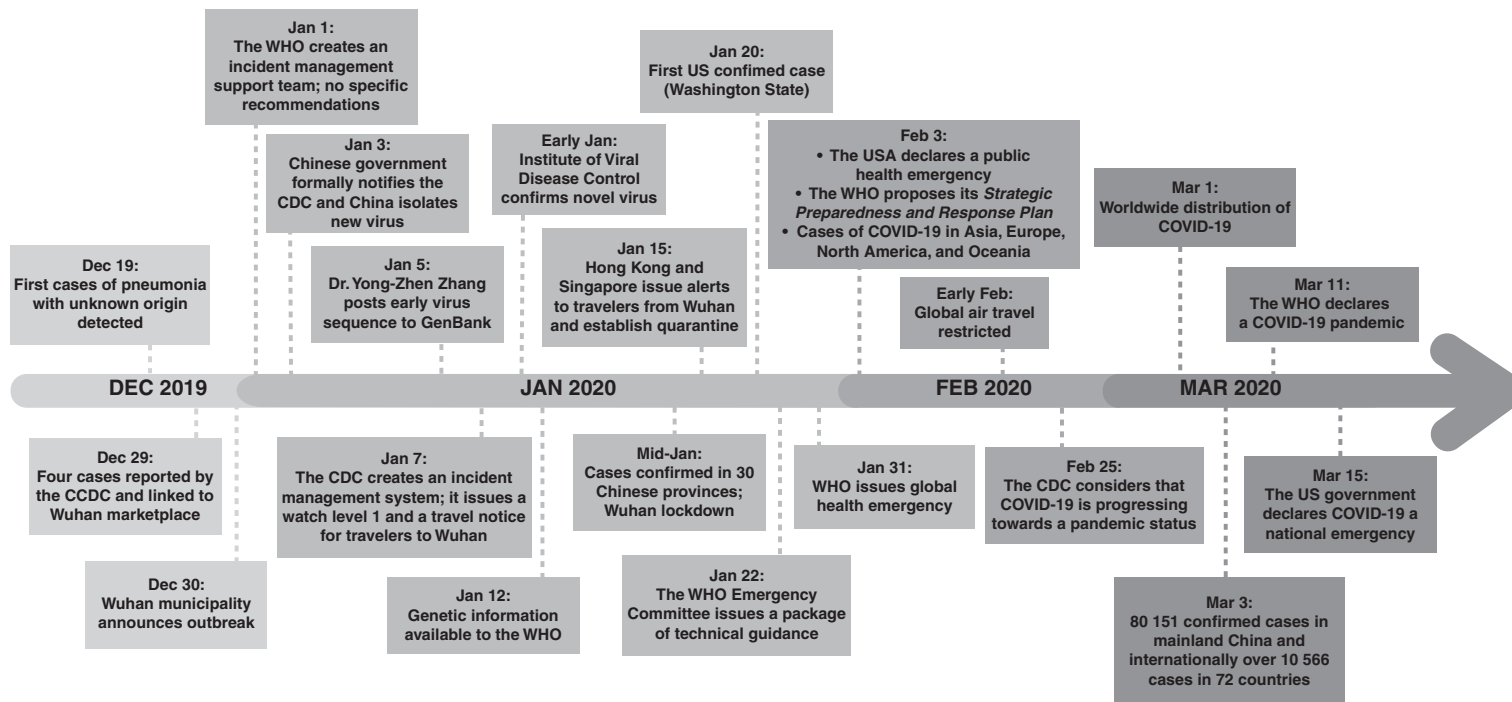 Jan 1:
The WHO creates an
incident management
support team; no specific
recommendations
Jan 20:
First US confimed case
(Washington State)
Jan 3:
Chinese government
formally notifies the
CDC and China isolates
new virus
Early Jan:
Institute of Viral
Disease Control
confirms novel virus
Feb 3:
• The USA declares a public
health emergency
• The WHO proposes its Strategic
Preparedness and Response Plan
• Cases of COVID-19 in Asia, Europe,
North America, and Oceania
Mar 1:
Worldwide distribution of
COVID-19
Dec 19:
First cases of pneumonia
with unknown origin
detected
Jan 5:
Dr. Yong-Zhen Zhang
posts early virus
sequence to GenBank
Jan 15:
Hong Kong and
Singapore issue alerts
to travelers from Wuhan
and establish quarantine
Early Feb:
Global air travel
restricted
Mar 11:
The WHO declares
a COVID-19 pandemic
DEC 2019
JAN 2020
FEB 2020
MAR 2020
Dec 29:
Four cases reported by
the CCDC and linked to
Wuhan marketplace
Jan 7:
The CDC creates an incident
management system; it issues a
watch level 1 and a travel notice
for travelers to Wuhan
Mid-Jan:
Cases confirmed in 30
Chinese provinces;
Wuhan lockdown
Jan 31:
WHO issues global
health emergency
Feb 25:
The CDC considers that
COVID-19 is progressing
towards a pandemic status
Mar 15:
The US government
declares COVID-19 a
national emergency
Dec 30:
Wuhan municipality
announces outbreak
Jan 12:
Genetic information
available to the WHO
Jan 22:
The WHO Emergency
Committee issues a package
of technical guidance
Mar 3:
80 151 confirmed cases in
mainland China and
internationally over 10 566
cases in 72 countries